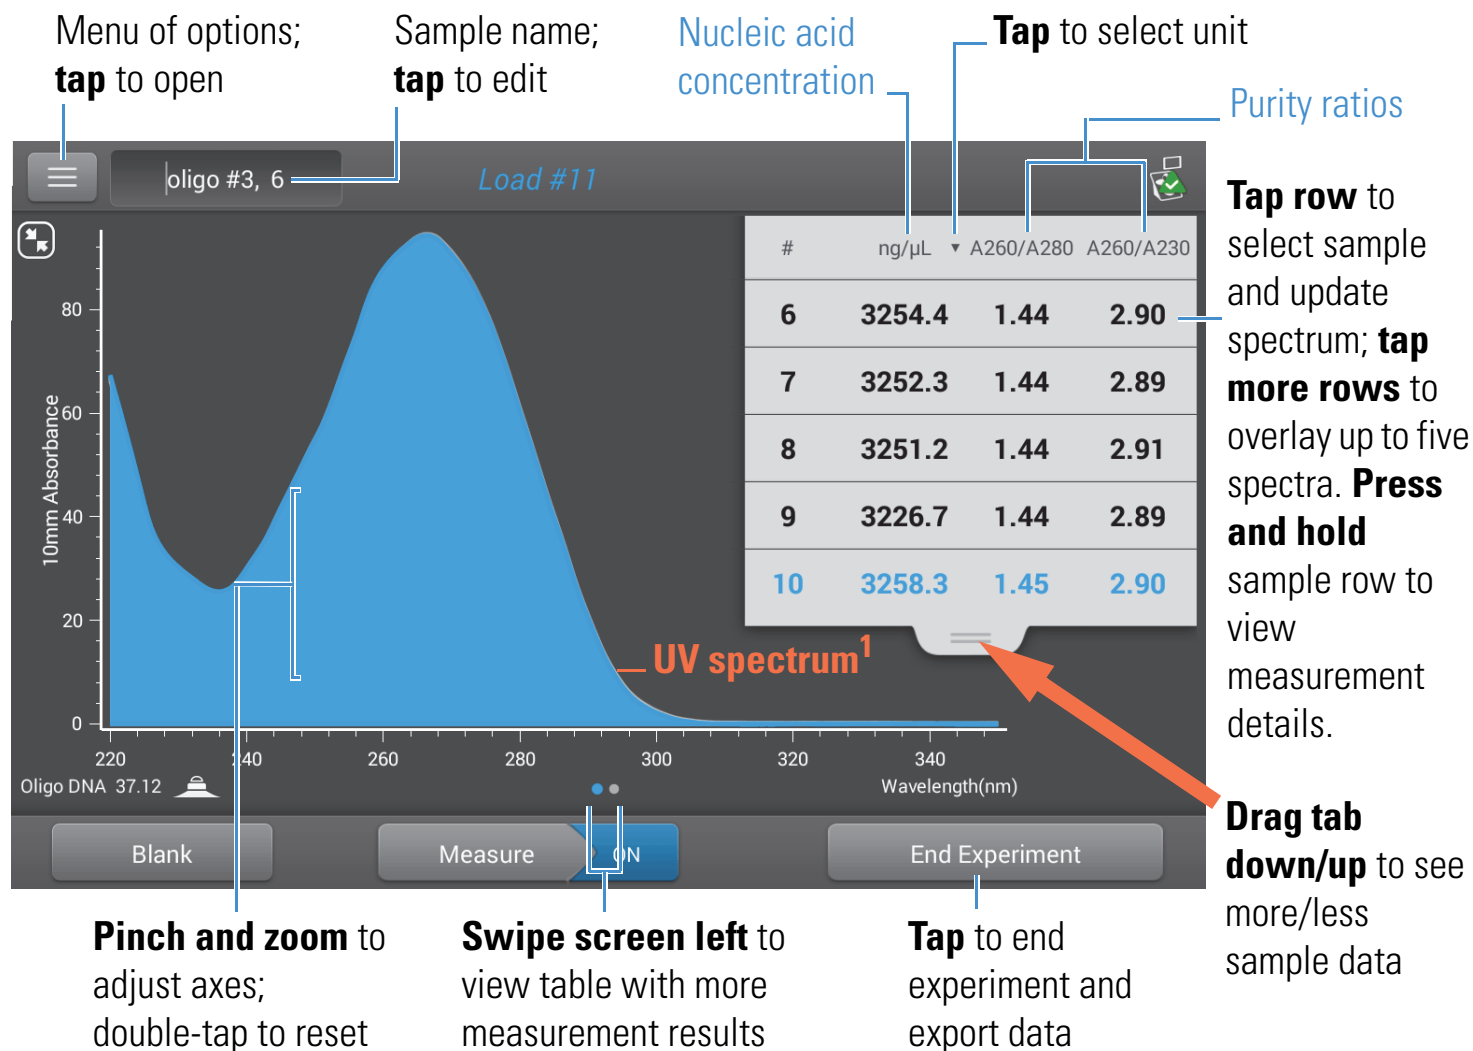 Menu of options;
tap to open
Sample name;
tap to edit
Nucleic acid
concentration
Tap to select unit
Purity ratios
oligo #3, 6
Load #11
# ng/µL ▼ A260/A280 A260/A230
6 3254.4 1.44 2.90
7 3252.3 1.44 2.89
8 3251.2 1.44 2.91
9 3226.7 1.44 2.89
10 3258.3 1.45 2.90
Tap row to
select sample
and update
spectrum; tap
more rows to
overlay up to five
spectra. Press
and hold
sample row to
view
measurement
details.
10mm Absorbance
80
60
40
20
0
UV spectrum1
220 240 260 280 300 320 340
Oligo DNA 37.12
Wavelength(nm)
Drag tab
down/up to see
more/less
sample data
Blank
Measure
ON
End Experiment
Pinch and zoom to
adjust axes;
double-tap to reset
Swipe screen left to
view table with more
measurement results
Tap to end
experiment and
export data